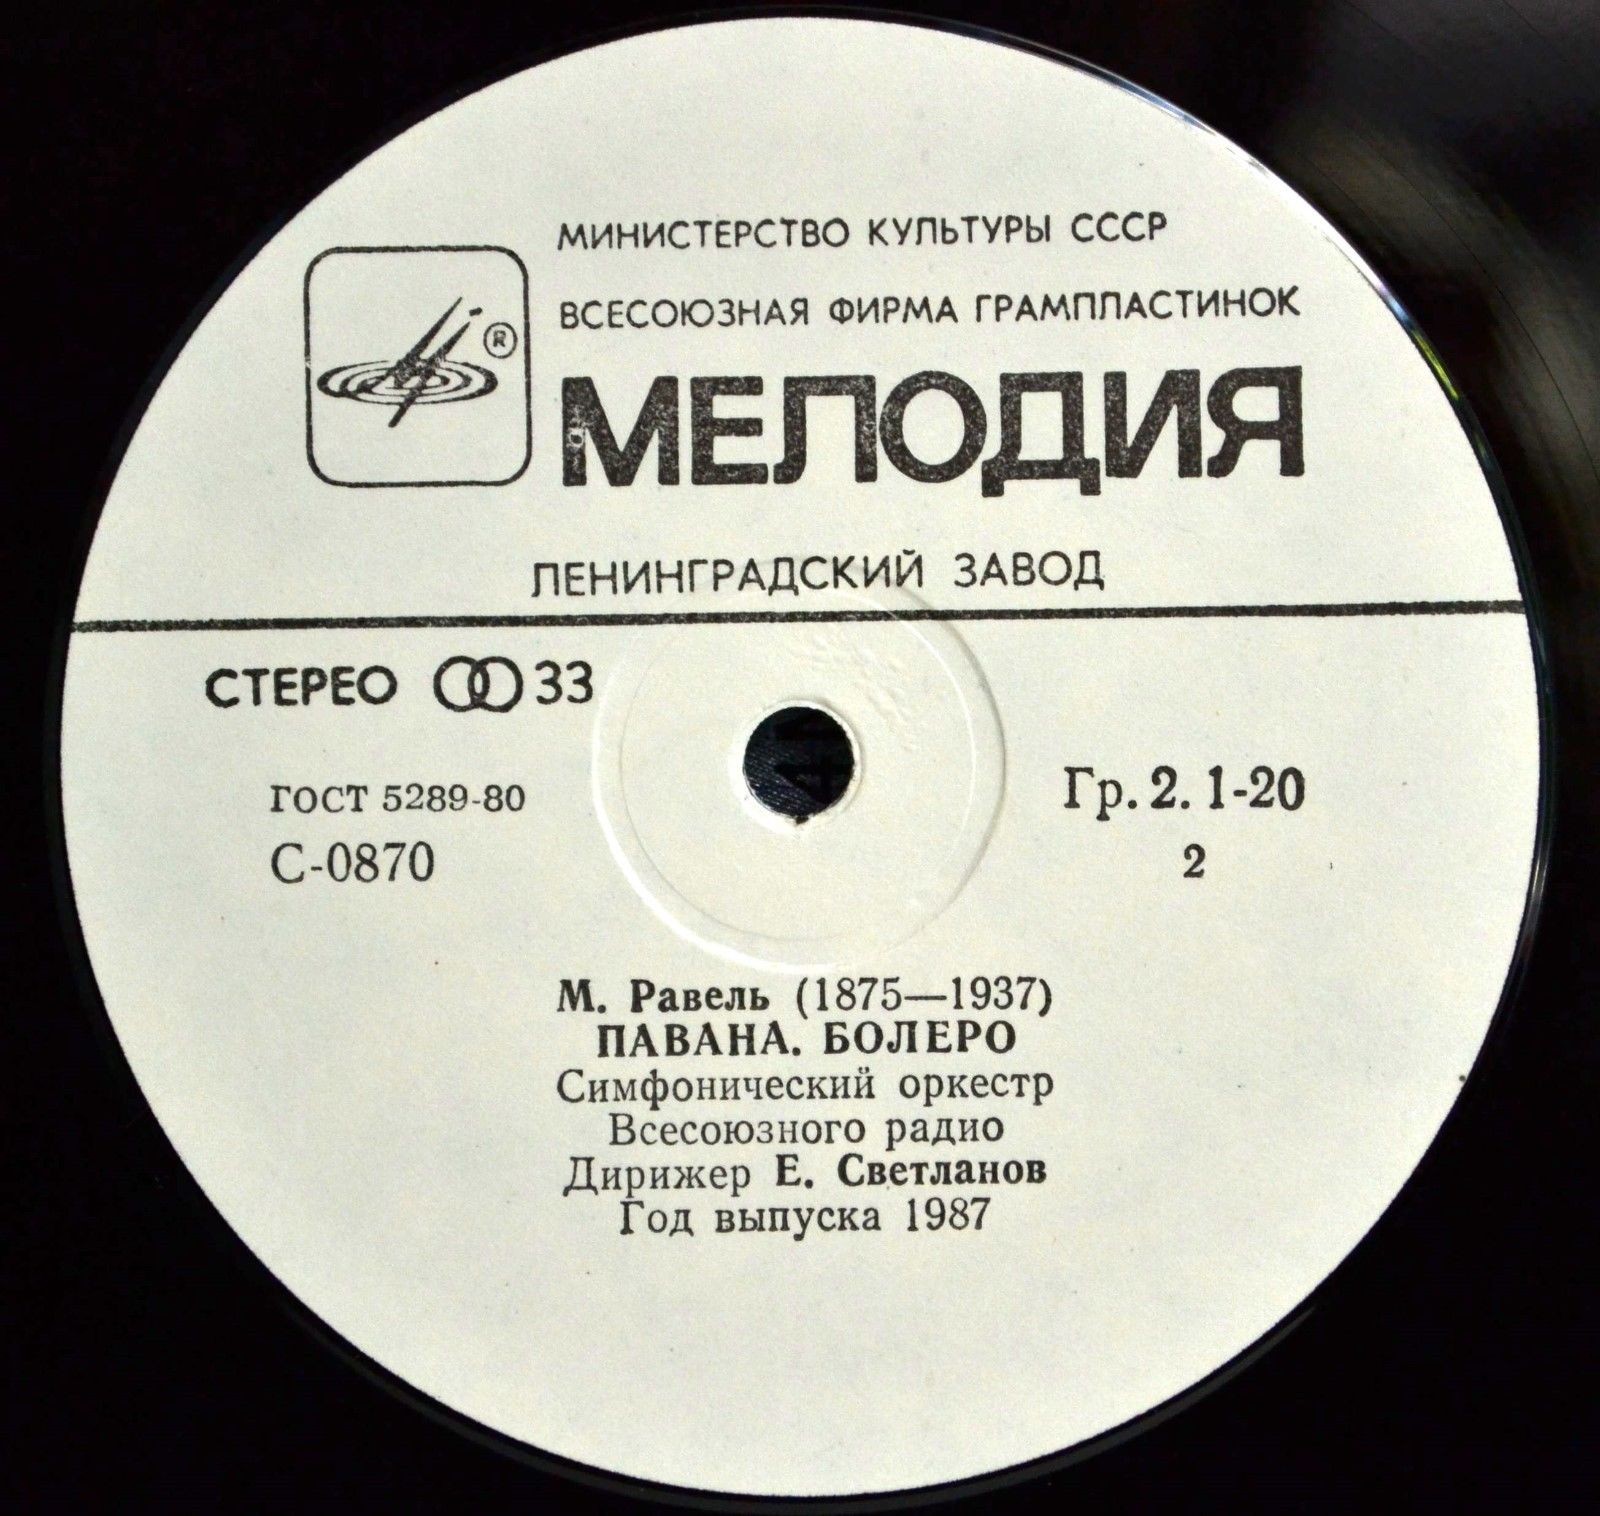 МИНИСТЕРСТВО КУЛЬТУРЫ СССР
ВСЕСОЮЗНАЯ ФИРМА ГРАМПЛАСТИНОК
®
МЕЛОДИЯ
ЛЕНИНГРАДСКИЙ ЗАВОД
СТЕРЕО 33
ГОСТ 5289-80
Гр. 2. 1-20
С-0870
2
М. Равель (1875—1937)
ПАВАНА. БОЛЕРО
Симфонический оркестр
Всесоюзного радио
Дирижер Е. Светланов
Год выпуска 1987